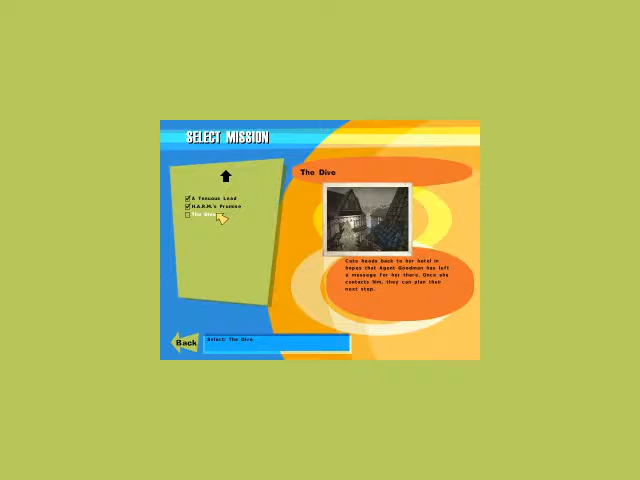 SELECT MISSION
The Dive
A Tenuous Lead
H.A.R.M.'s Promise
The Dive
Cate heads back to her hotel in
hopes that Agent Goodman has left
a message for her there. Once she
contacts him, they can plan their
next step.
Back
Select: The Dive